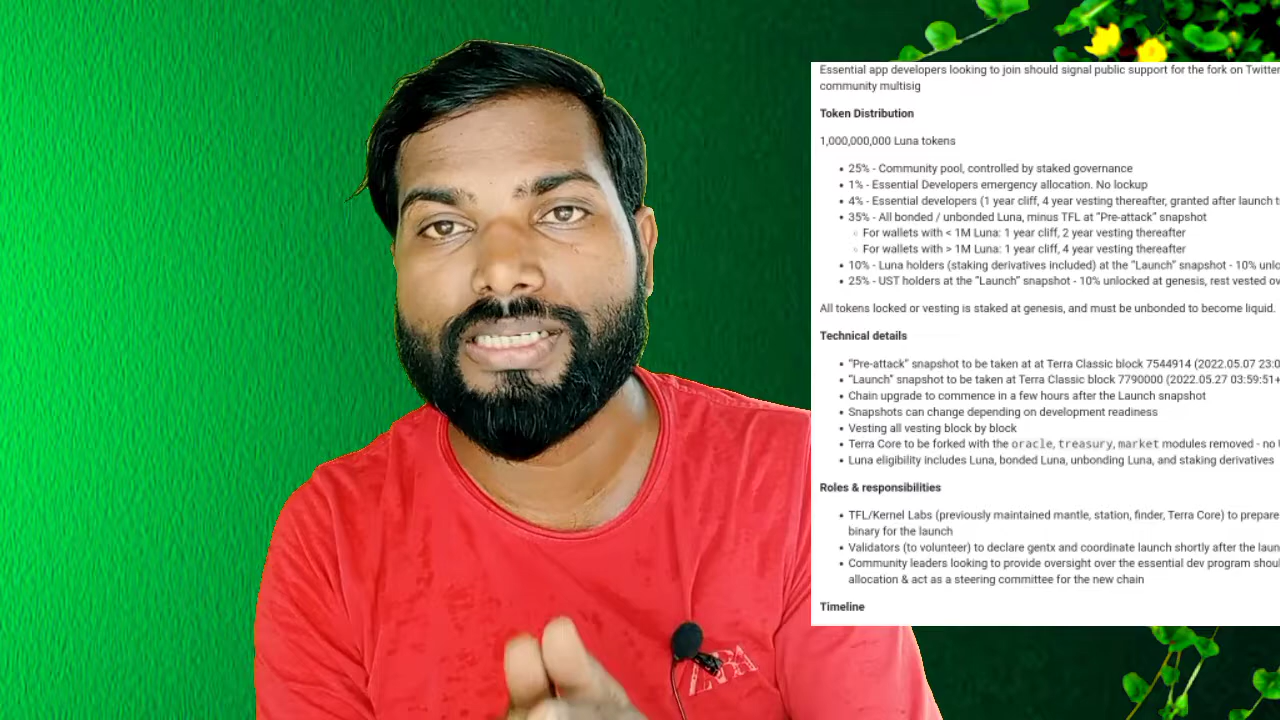 Essential app developers looking to join should signal public support for the fork on Twitter
community multisig
Token Distribution
1,000,000,000 Luna tokens
• 25% - Community pool, controlled by staked governance
• 1% - Essential Developers emergency allocation. No lockup
• 4% - Essential developers (1 year cliff, 4 year vesting thereafter, granted after launch
• 35% - All bonded / unbonded Luna, minus TFL at “Pre-attack” snapshot
◦ For wallets with < 1M Luna: 1 year cliff, 2 year vesting thereafter
◦ For wallets with > 1M Luna: 1 year cliff, 4 year vesting thereafter
• 10% - Luna holders (staking derivatives included) at the “Launch” snapshot - 10%
• 25% - UST holders at the “Launch” snapshot - 10% unlocked at genesis, rest vested
All tokens locked or vesting is staked at genesis, and must be unbonded to become liquid.
Technical details
• “Pre-attack” snapshot to be taken at at Terra Classic block 7544914 (2022.05.07
• “Launch” snapshot to be taken at Terra Classic block 7790000 (2022.05.27 03:59:51+
• Chain upgrade to commence in a few hours after the Launch snapshot
• Snapshots can change depending on development readiness
• Vesting all vesting block by block
• Terra Core to be forked with the oracle, treasury, market modules removed - no
• Luna eligibility includes Luna, bonded Luna, unbonding Luna, and staking derivatives
Roles & responsibilities
• TFL/Kernel Labs (previously maintained mantle, station, finder, Terra Core) to prepare
binary for the launch
• Validators (to volunteer) to declare gentx and coordinate launch shortly after the
• Community leaders looking to provide oversight over the essential dev program
allocation & act as a steering committee for the new chain
Timeline
ZARA